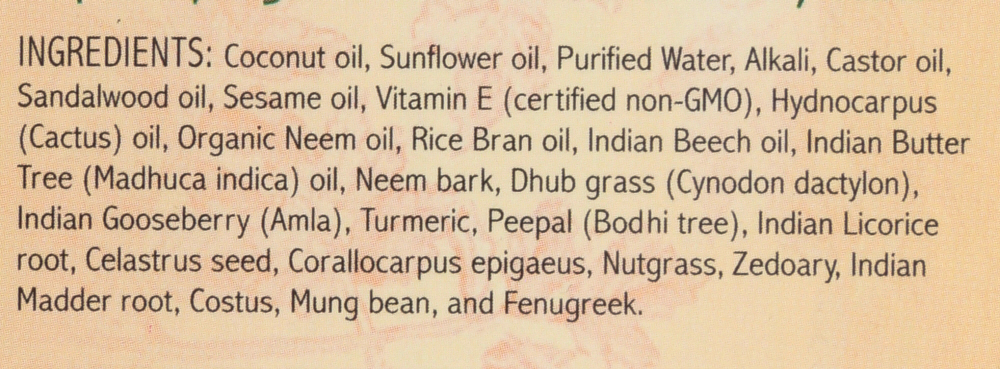 INGREDIENTS: Coconut oil, Sunflower oil, Purified Water, Alkali, Castor oil,
Sandalwood oil, Sesame oil, Vitamin E (certified non-GMO), Hydnocarpus
(Cactus) oil, Organic Neem oil, Rice Bran oil, Indian Beech oil, Indian Butter
Tree (Madhuca indica) oil, Neem bark, Dhub grass (Cynodon dactylon),
Indian Gooseberry (Amla), Turmeric, Peepal (Bodhi tree), Indian Licorice
root, Celastrus seed, Corallocarpus epigaeus, Nutgrass, Zedoary, Indian
Madder root, Costus, Mung bean, and Fenugreek.